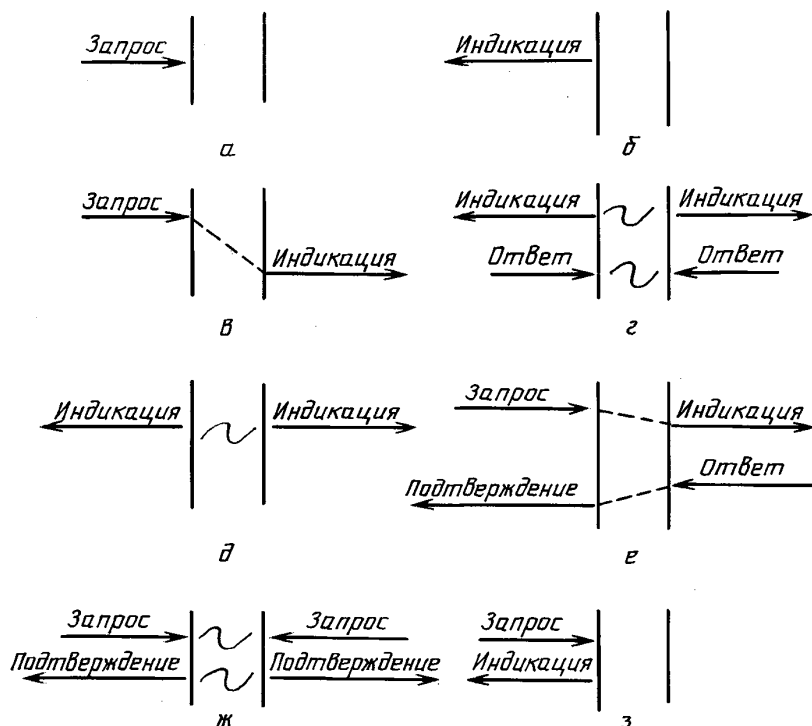 Запрос
Индикация
а
б
Запрос
Индикация
Индикация
Индикация
Ответ
Ответ
в
г
Индикация
Индикация
Запрос
Индикация
Ответ
Подтверждение
д
е
Запрос
Запрос
Запрос
Подтверждение
Подтверждение
Индикация
ж
з